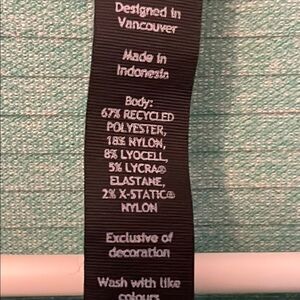 Designed in
Vancouver
Made in
Indonesia
Body:
67% RECYCLED
POLYESTER,
18% NYLON,
8% LYOCELL,
5% LYCRA®
ELASTANE,
2% X-STATIC®
NYLON
Exclusive of
decoration
Wash with like
colours